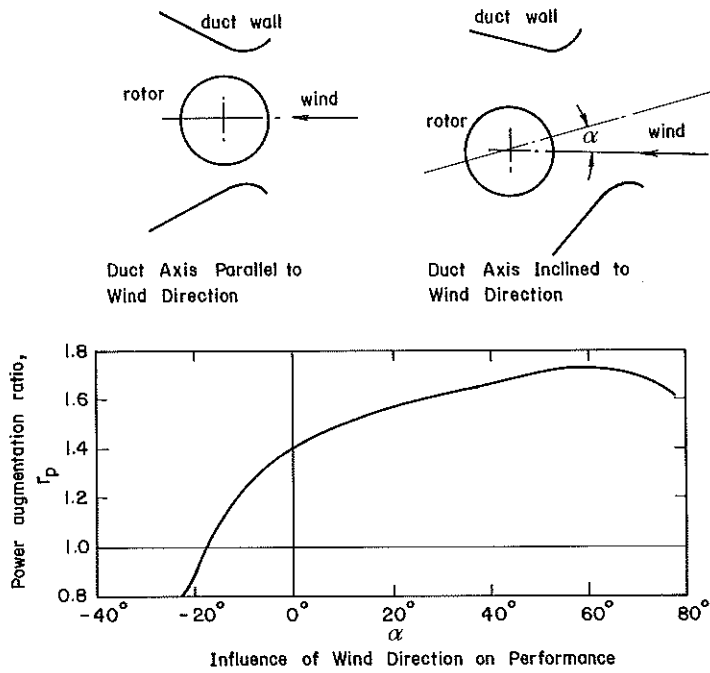 duct wall
rotor
wind
Duct Axis Parallel to
Wind Direction
duct wall
rotor
α
wind
Duct Axis Inclined to
Wind Direction
Power augmentation ratio,
rp
1.8
1.6
1.4
1.2
1.0
0.8
-40° -20° 0° 20° 40° 60° 80°
α
Influence of Wind Direction on Performance